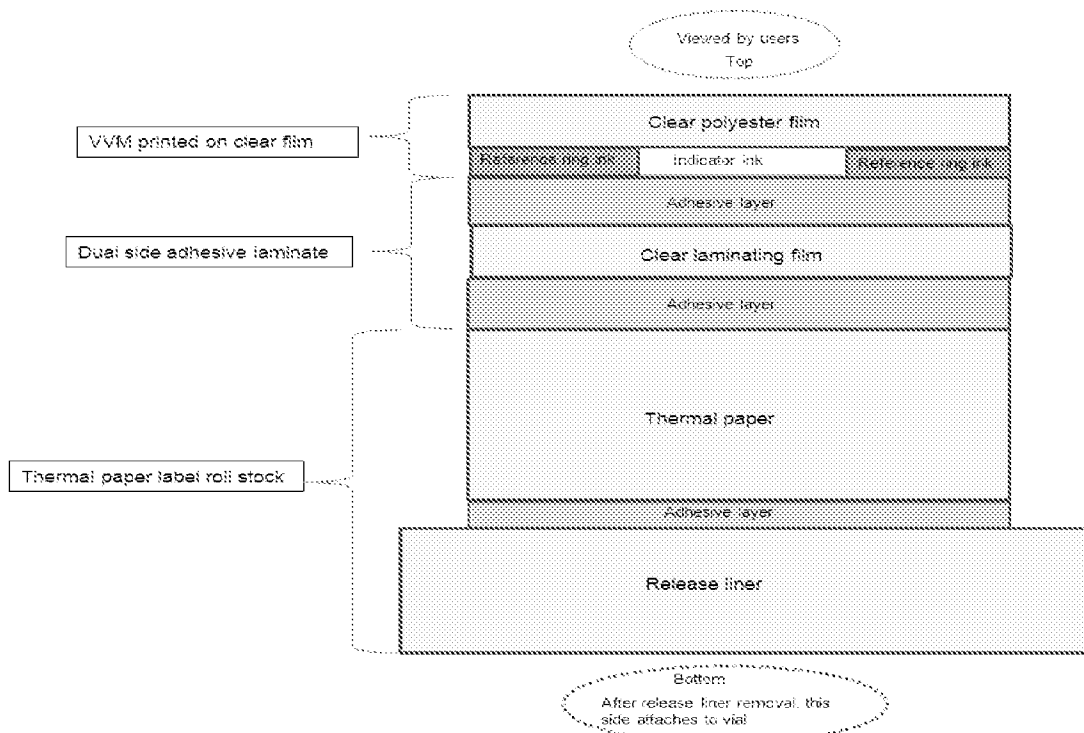 Viewed by users
Top
Clear polyester film
VVM printed on clear film
Reference ring ink
Indicator ink
Reference ring ink
Adhesive layer
Dual side adhesive laminate
Clear laminating film
Adhesive layer
Thermal paper
Thermal paper label roll stock
Adhesive layer
Release liner
Bottom
After release liner removal, this
side attaches to vial